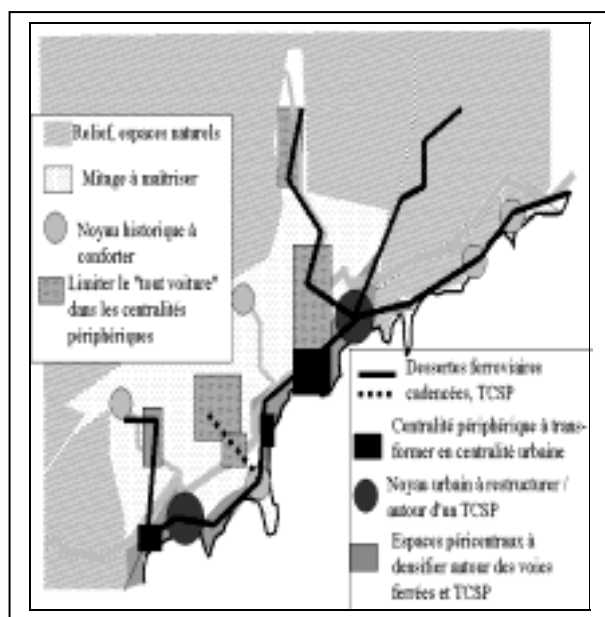 Relief, espaces naturels
Mitage à maîtriser
Noyau historique à
conforter
Limiter le "tout voiture"
dans les centralités
périphériques
Dessertes ferroviaires
cadencées, TCSP
Centralité périphérique à trans-
former en centralité urbaine
Noyau urbain à restructurer /
autour d'un TCSP
Espaces péricentraux à
densifier autour des voies
ferrées et TCSP